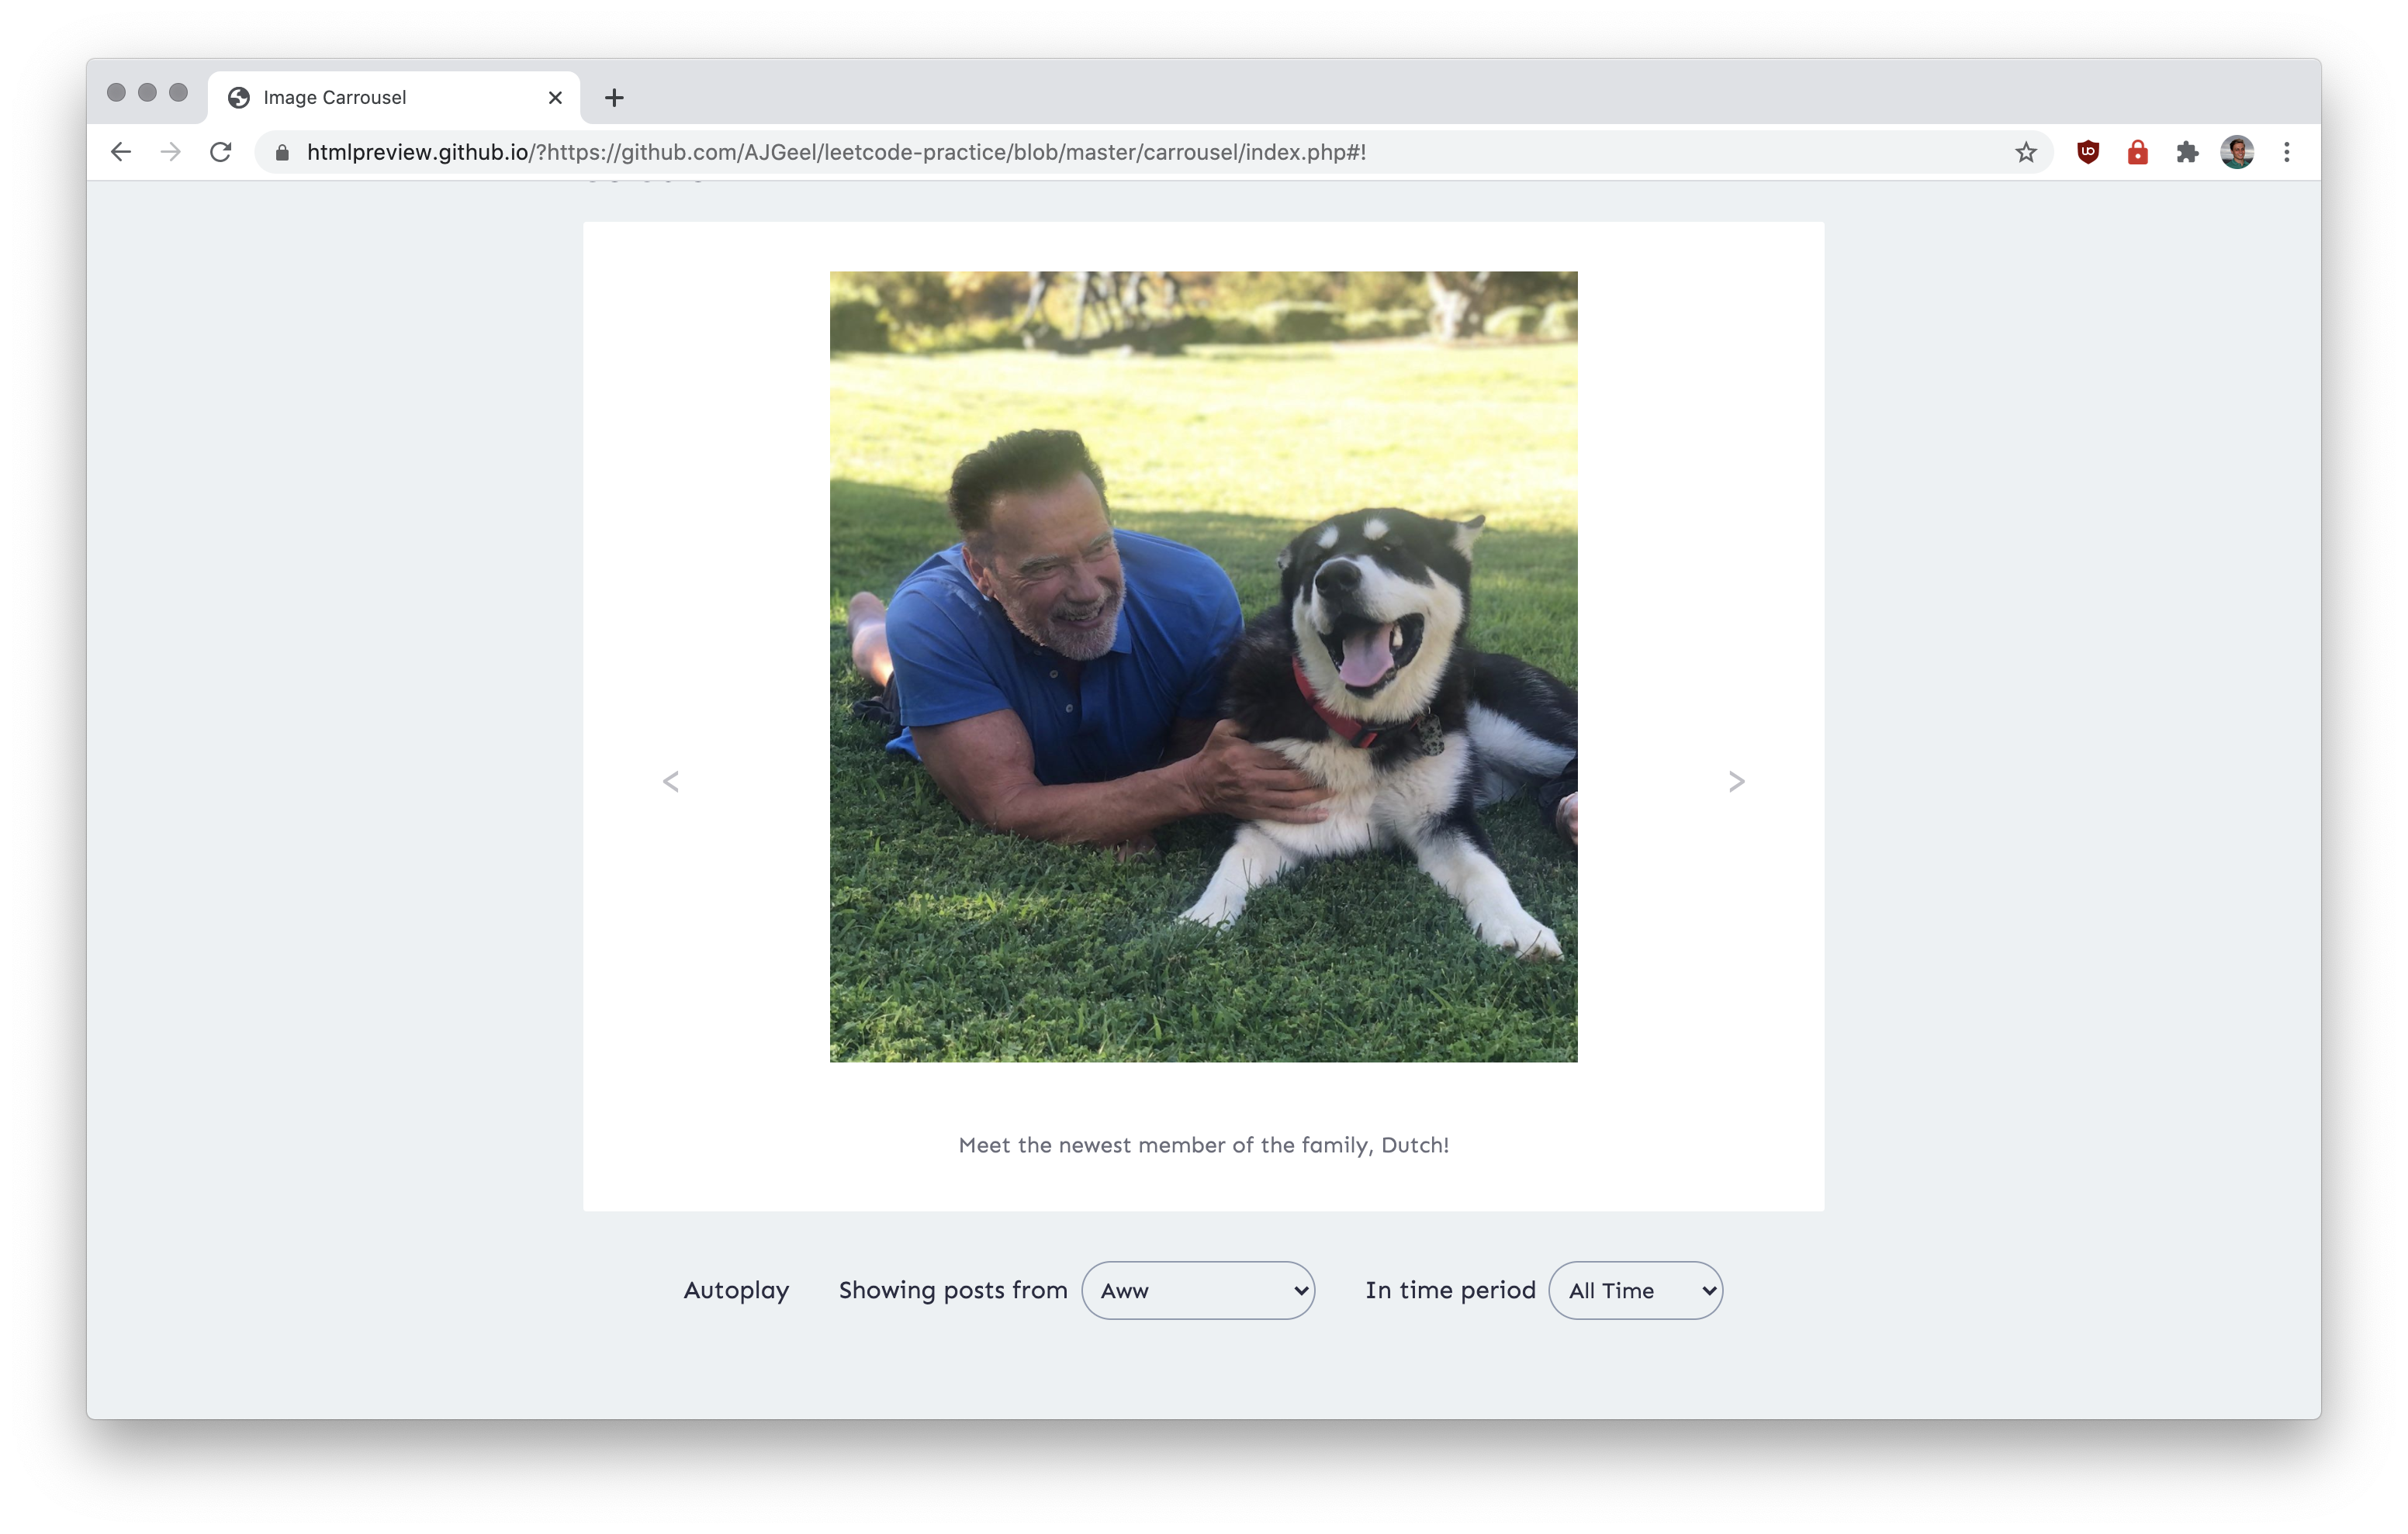 Image Carrousel
htmlpreview.github.io/?https://github.com/AJGeel/leetcode-practice/blob/master/carrousel/index.php#!
<
>
Meet the newest member of the family, Dutch!
Autoplay Showing posts from Aww In time period All Time